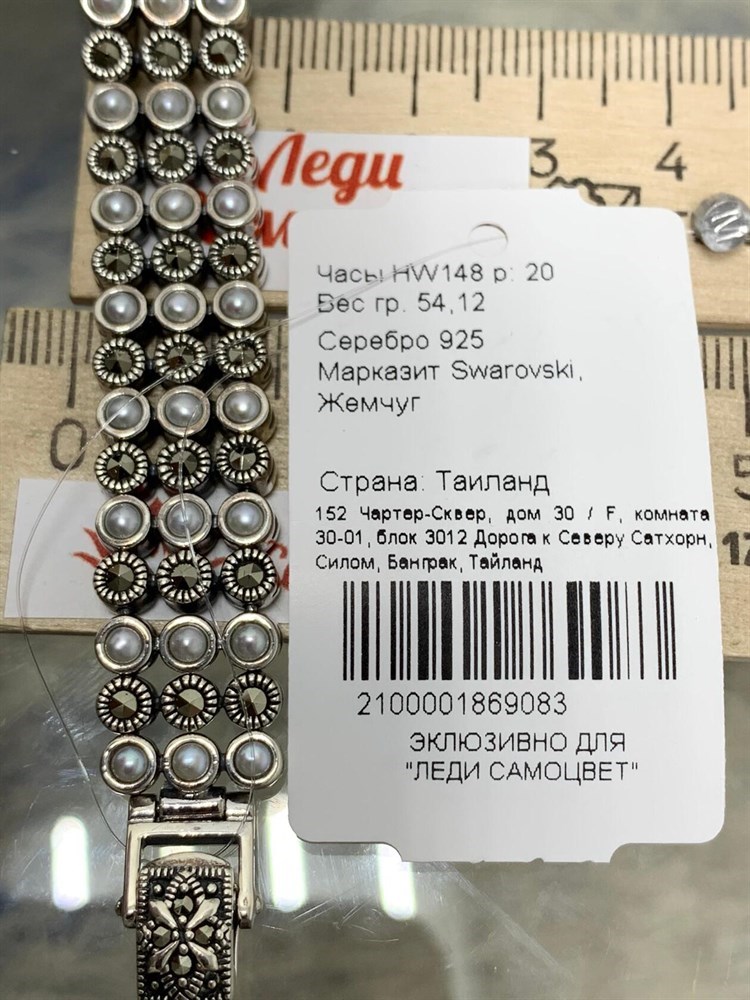 Леди
3
4
Часы HW148 р: 20
Вес гр. 54,12
Серебро 925
Марказит Swarovski,
Жемчуг
0
5
Страна: Таиланд
152 Чартер-Сквер, дом 30 / F, комната
30-01, блок 3012 Дорога к Северу Сатхорн,
Силом, Банграк, Тайланд
2100001869083
ЭКЛЮЗИВНО ДЛЯ
"ЛЕДИ САМОЦВЕТ"